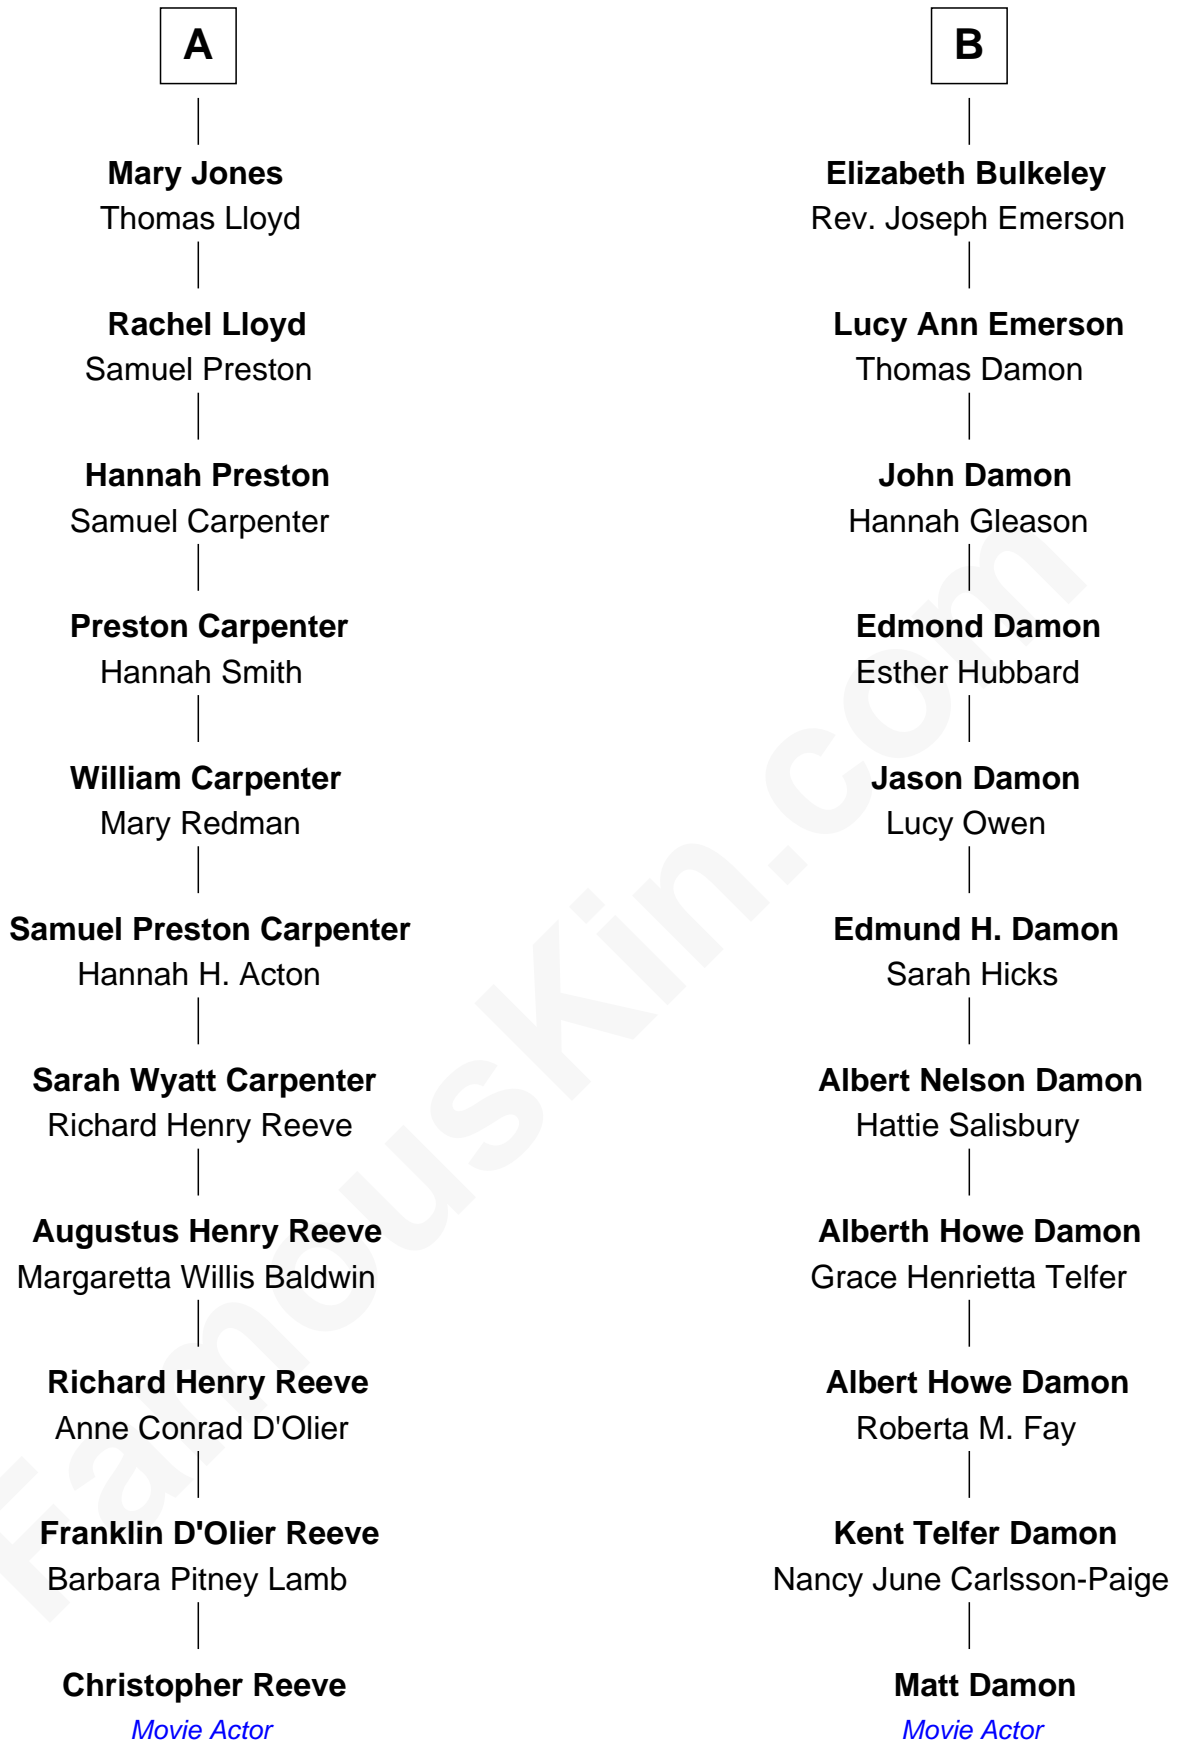 A
Mary Jones
Thomas Lloyd
Rachel Lloyd
Samuel Preston
Hannah Preston
Samuel Carpenter
Preston Carpenter
Hannah Smith
William Carpenter
Mary Redman
Samuel Preston Carpenter
Hannah H. Acton
Sarah Wyatt Carpenter
Richard Henry Reeve
Augustus Henry Reeve
Margaretta Willis Baldwin
Richard Henry Reeve
Anne Conrad D'Olier
Franklin D'Olier Reeve
Barbara Pitney Lamb
Christopher Reeve
Movie Actor
B
Elizabeth Bulkeley
Rev. Joseph Emerson
Lucy Ann Emerson
Thomas Damon
John Damon
Hannah Gleason
Edmond Damon
Esther Hubbard
Jason Damon
Lucy Owen
Edmund H. Damon
Sarah Hicks
Albert Nelson Damon
Hattie Salisbury
Alberth Howe Damon
Grace Henrietta Telfer
Albert Howe Damon
Roberta M. Fay
Kent Telfer Damon
Nancy June Carlsson-Paige
Matt Damon
Movie Actor
FamousKin.com